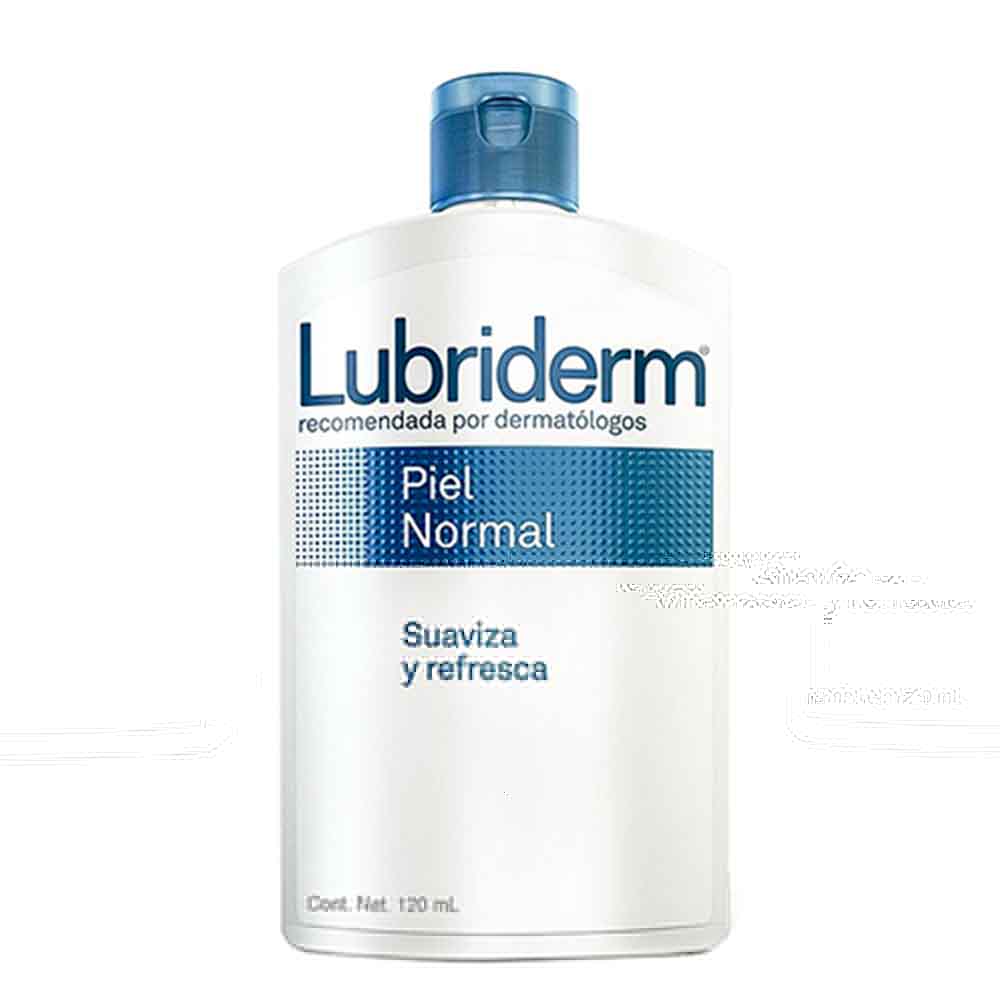 Lubriderm®
recomendada por dermatólogos
Piel
Normal
Suaviza
y refresca
Cont. Net. 120 mL